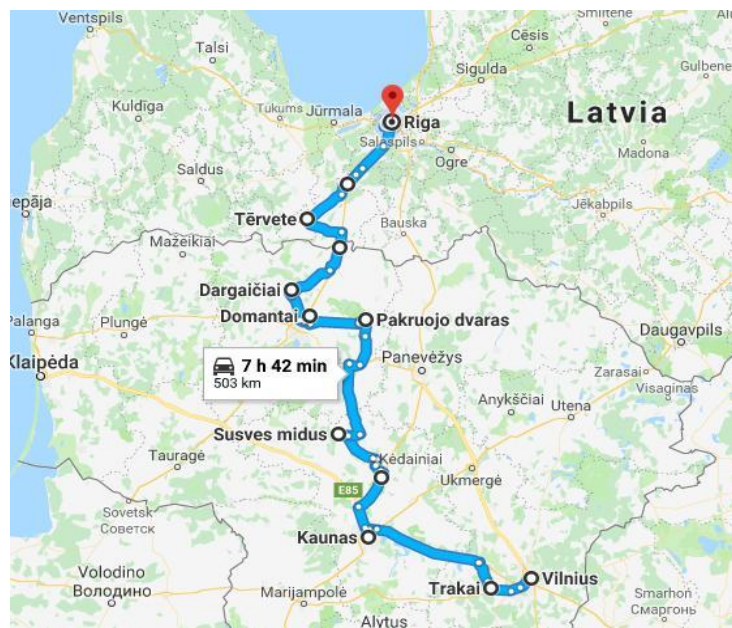 Ventspils
Talsi
Cēsis
Smiltene
Sigulda
Gulbene
Kuldīga
Tukums
Jūrmala
Riga
Latvia
Salaspils
Ogre
Madona
Saldus
epāja
Jēkabpils
Tērvete
Bauska
Mažeikiai
Dargaičiai
Domantai
Pakruojo dvaras
Palanga
Plungė
Daugavpils
Klaipėda
7 h 42 min
503 km
Panevėžys
Zarasai
Visaginas
Anykščiai
Utena
Susves midus
Tauragė
Kėdainiai
Ukmergė
E85
Sovetsk
Советск
Kaunas
Vilnius
Trakai
Volodino
Володино
Marijampolė
Alytus
Smarhoń
Сморгонь